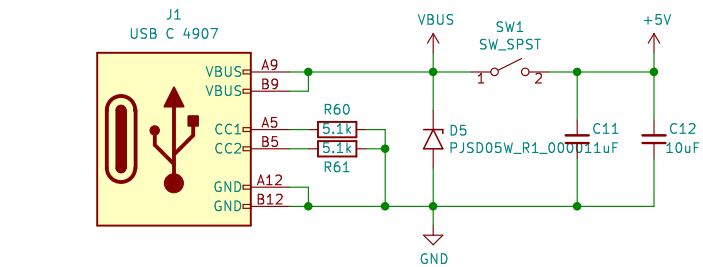 J1
USB C 4907
VBUS
VBUS
CC1
CC2
GND
GND
A9
B9
A5
B5
A12
B12
R60
5.1k
5.1k
R61
VBUS
SW1
SW_SPST
1
2
+5V
D5
PJSD05W_R1_00001
C11
1uF
C12
10uF
GND